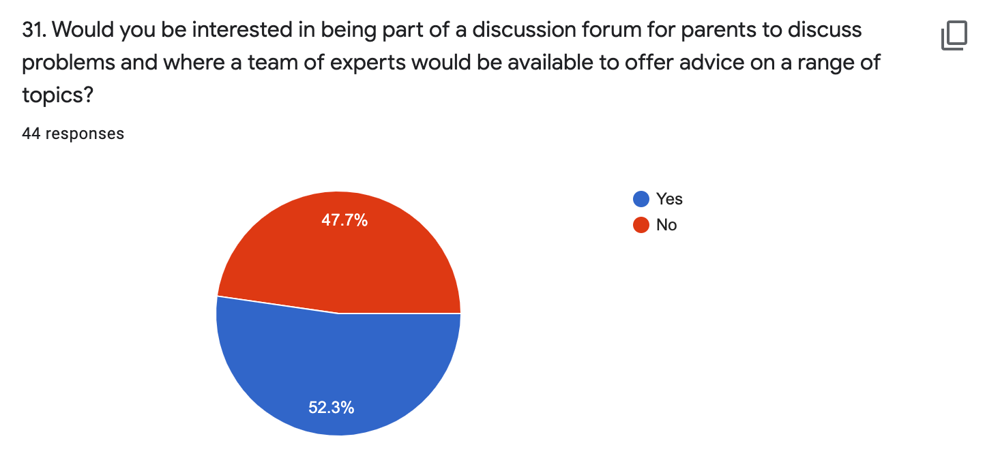 31. Would you be interested in being part of a discussion forum for parents to discuss
problems and where a team of experts would be available to offer advice on a range of
topics?
44 responses
Yes
No
47.7%
52.3%